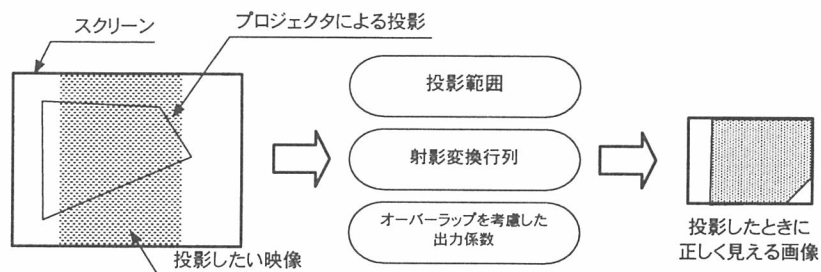 スクリーン
プロジェクタによる投影
投影したい映像
投影範囲
射影変換行列
オーバーラップを考慮した
出力係数
投影したときに
正しく見える画像